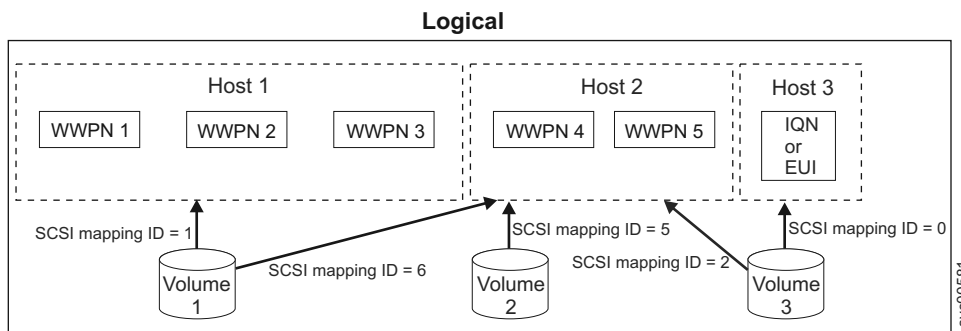 Logical
Host 1
Host 2
Host 3
WWPN 1
WWPN 2
WWPN 3
WWPN 4
WWPN 5
IQN
or
EUI
SCSI mapping ID = 1
SCSI mapping ID = 6
SCSI mapping ID = 5
SCSI mapping ID = 2
SCSI mapping ID = 0
Volume
1
Volume
2
Volume
3